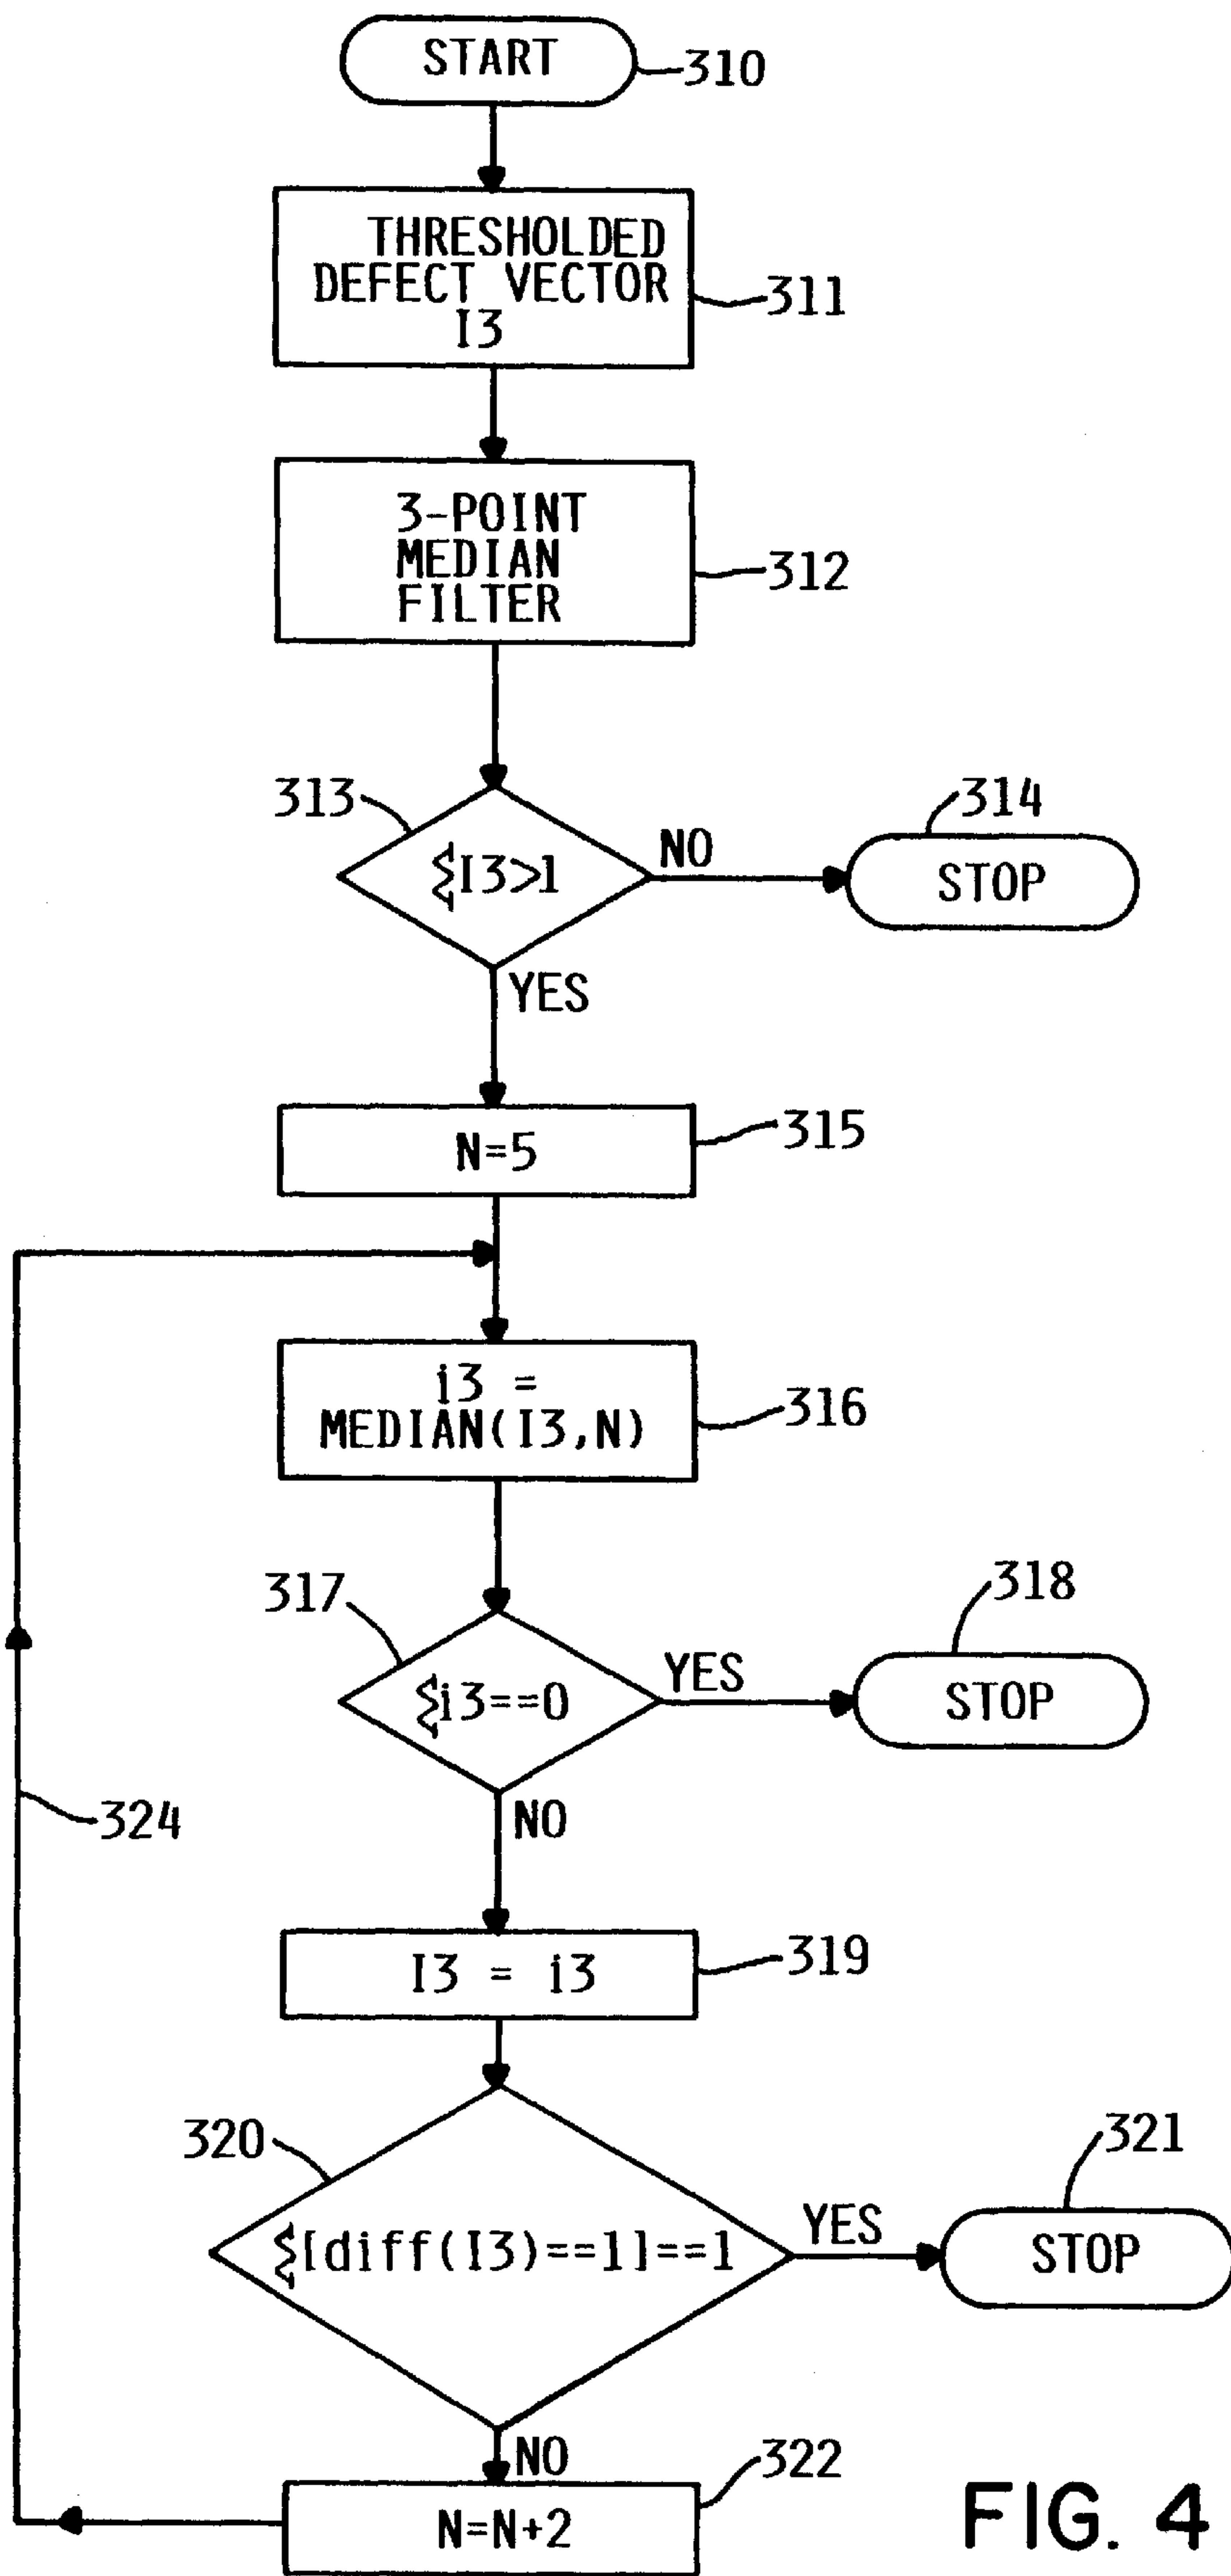 START
310
THRESHOLDED
DEFECT VECTOR
I3
311
3-POINT
MEDIAN
FILTER
312
313
ΣI3>1
NO
314
STOP
YES
N=5
315
i3 =
MEDIAN(I3,N)
316
317
Σi3==0
YES
318
STOP
NO
324
I3 = i3
319
320
Σ[diff(I3)==1]==1
YES
321
STOP
NO
N=N+2
322
FIG. 4